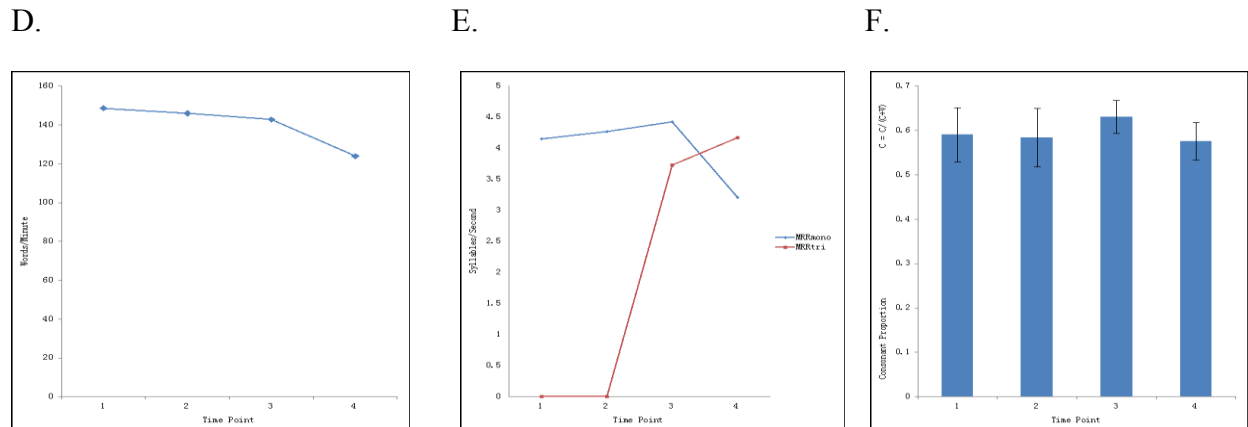 D.
E.
F.
160
140
120
100
80
60
40
20
0
Words/Minute
1 2 3 4
Time Point
5
4.5
4
3.5
3
2.5
2
1.5
1
0.5
0
Syllables/Second
1 2 3 4
Time Point
MRRmono
MRRtri
0.7
0.6
0.5
0.4
0.3
0.2
0.1
0
Consonant Proportion C = C/(C+V)
1 2 3 4
Time Point